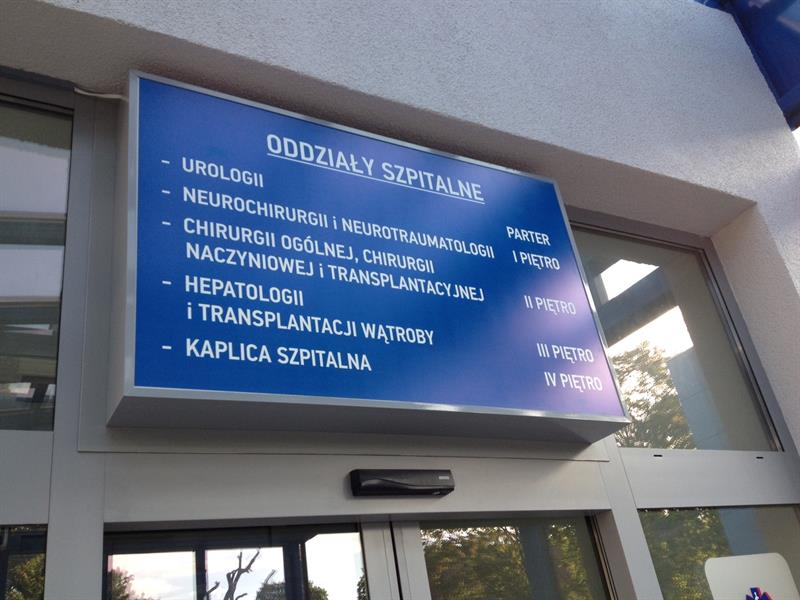 ODDZIAŁY SZPITALNE
- UROLOGII PARTER
- NEUROCHIRURGII i NEUROTRAUMATOLOGII I PIĘTRO
- CHIRURGII OGÓLNEJ, CHIRURGII
NACZYNIOWEJ i TRANSPLANTACYJNEJ II PIĘTRO
- HEPATOLOGII
i TRANSPLANTACJI WĄTROBY III PIĘTRO
- KAPLICA SZPITALNA IV PIĘTRO